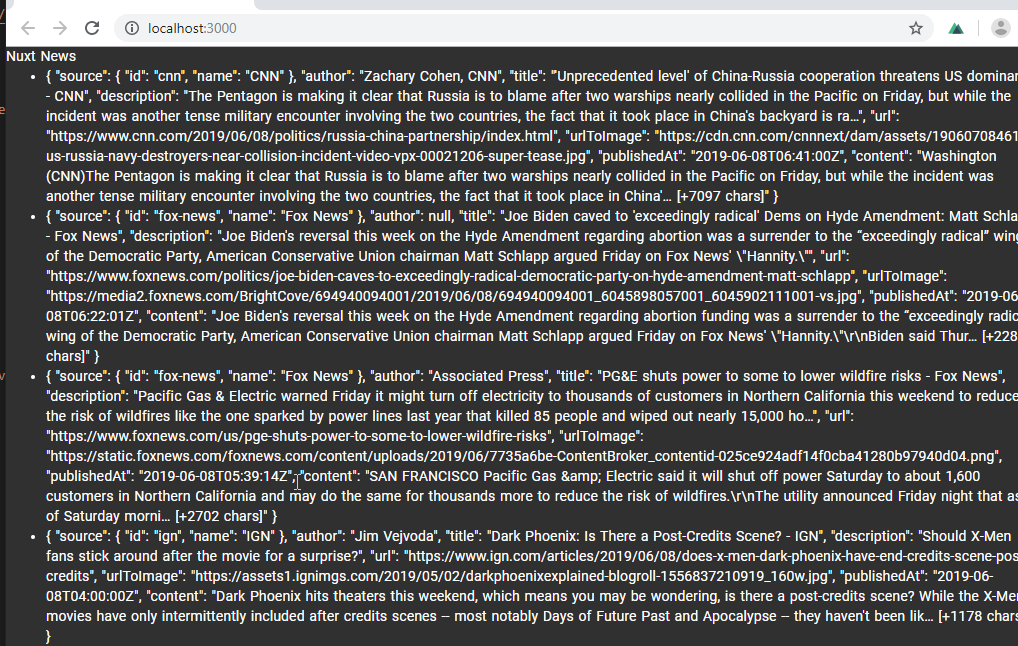 localhost:3000
Nuxt News
{ "source": { "id": "cnn", "name": "CNN" }, "author": "Zachary Cohen, CNN", "title": "'Unprecedented level' of China-Russia cooperation threatens US
- CNN", "description": "The Pentagon is making it clear that Russia is to blame after two warships nearly collided in the Pacific on Friday, but while the
incident was another tense military encounter involving the two countries, the fact that it took place in China's backyard is ra…", "url":
"https://www.cnn.com/2019/06/08/politics/russia-china-partnership/index.html", "urlToImage": "https://cdn.cnn.com/cnnnext/dam/assets/19060708461
us-russia-navy-destroyers-near-collision-incident-video-vpx-00021206-super-tease.jpg", "publishedAt": "2019-06-08T06:41:00Z", "content": "Washington
(CNN)The Pentagon is making it clear that Russia is to blame after two warships nearly collided in the Pacific on Friday, but while the incident was
another tense military encounter involving the two countries, the fact that it took place in China'… [+7097 chars]" }
{ "source": { "id": "fox-news", "name": "Fox News" }, "author": null, "title": "Joe Biden caved to 'exceedingly radical' Dems on Hyde Amendment: Matt Schla
- Fox News", "description": "Joe Biden's reversal this week on the Hyde Amendment regarding abortion was a surrender to the “exceedingly radical” wing
of the Democratic Party, American Conservative Union chairman Matt Schlapp argued Friday on Fox News' \"Hannity.\"", "url":
"https://www.foxnews.com/politics/joe-biden-caves-to-exceedingly-radical-democratic-party-on-hyde-amendment-matt-schlapp", "urlToImage":
"https://media2.foxnews.com/BrightCove/694940094001/2019/06/08/694940094001_6045898057001_6045902111001-vs.jpg", "publishedAt": "2019-06
08T06:22:01Z", "content": "Joe Biden's reversal this week on the Hyde Amendment regarding abortion funding was a surrender to the “exceedingly radic
wing of the Democratic Party, American Conservative Union chairman Matt Schlapp argued Friday on Fox News' \"Hannity.\"\r\nBiden said Thur… [+228
chars]" }
{ "source": { "id": "fox-news", "name": "Fox News" }, "author": "Associated Press", "title": "PG&E shuts power to some to lower wildfire risks - Fox News",
"description": "Pacific Gas & Electric warned Friday it might turn off electricity to thousands of customers in Northern California this weekend to reduce
the risk of wildfires like the one sparked by power lines last year that killed 85 people and wiped out nearly 15,000 ho…", "url":
"https://www.foxnews.com/us/pge-shuts-power-to-some-to-lower-wildfire-risks", "urlToImage":
"https://static.foxnews.com/foxnews.com/content/uploads/2019/06/7735a6be-ContentBroker_contentid-025ce924adf14f0cba41280b97940d04.png",
"publishedAt": "2019-06-08T05:39:14Z", "content": "SAN FRANCISCO Pacific Gas &amp; Electric said it will shut off power Saturday to about 1,600
customers in Northern California and may do the same for thousands more to reduce the risk of wildfires.\r\nThe utility announced Friday night that as
of Saturday morni… [+2702 chars]" }
{ "source": { "id": "ign", "name": "IGN" }, "author": "Jim Vejvoda", "title": "Dark Phoenix: Is There a Post-Credits Scene? - IGN", "description": "Should X-Men
fans stick around after the movie for a surprise?", "url": "https://www.ign.com/articles/2019/06/08/does-x-men-dark-phoenix-have-end-credits-scene-pos
credits", "urlToImage": "https://assets1.ignimgs.com/2019/05/02/darkphoenixexplained-blogroll-1556837210919_160w.jpg", "publishedAt": "2019-06-
08T04:00:00Z", "content": "Dark Phoenix hits theaters this weekend, which means you may be wondering, is there a post-credits scene? While the X-Me
movies have only intermittently included after credits scenes -- most notably Days of Future Past and Apocalypse -- they haven't been lik… [+1178 chars
}